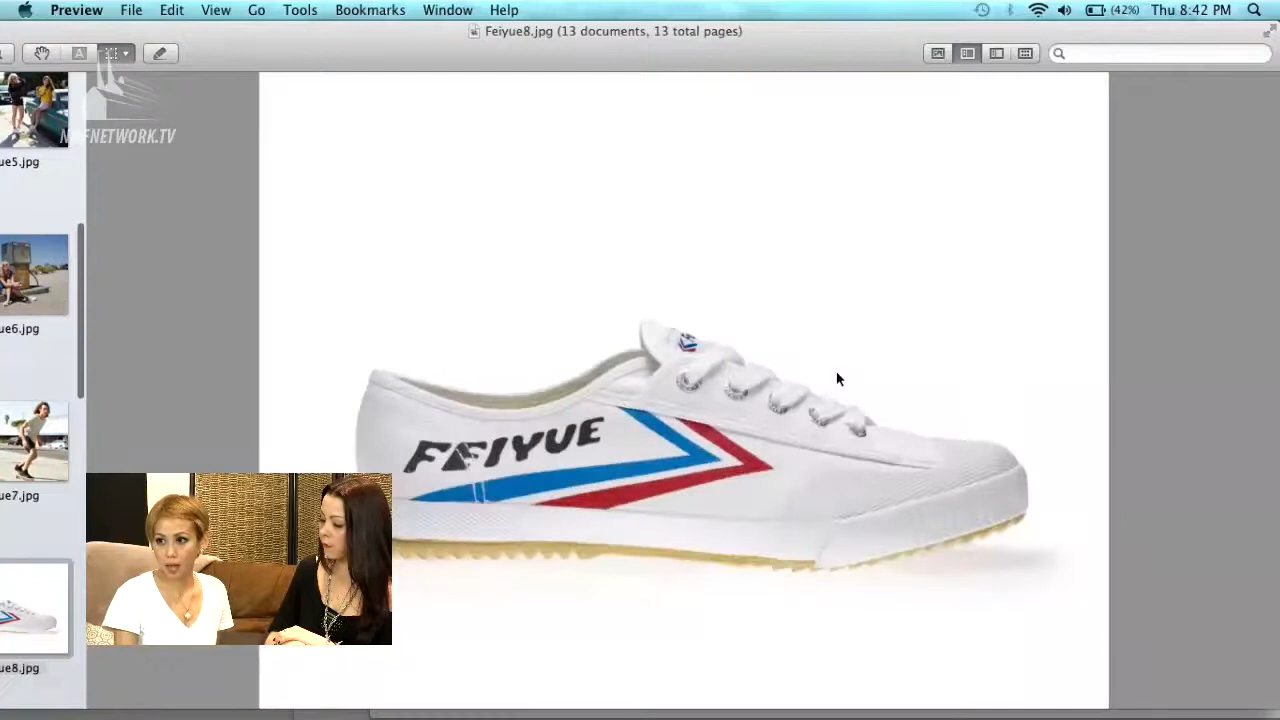 Preview File Edit View Go Tools Bookmarks Window Help (42%) Thu 8:42 PM
Feiyue8.jpg (13 documents, 13 total pages)
A
NFNETWORK.TV
ue5.jpg
ue6.jpg
ue7.jpg
ue8.jpg
FEIYUE